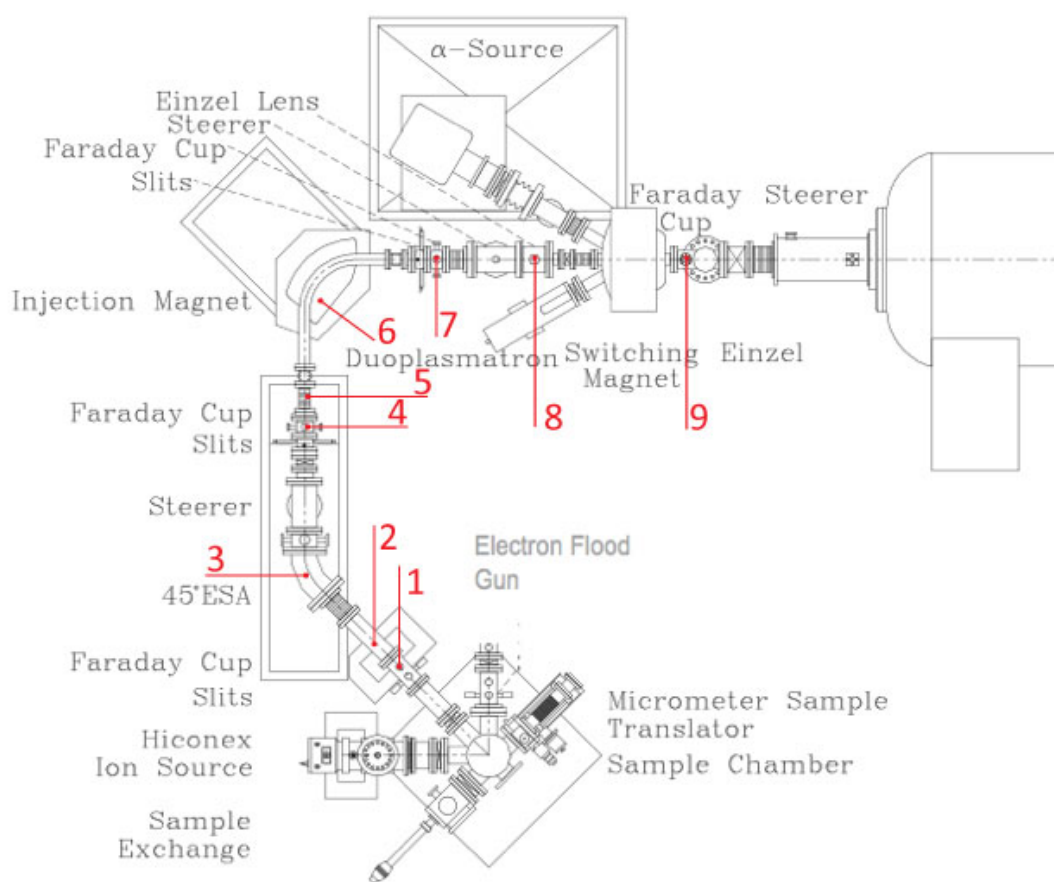 α-Source
Einzel Lens
Steerer
Faraday Cup
Slits
Faraday Steerer
Cup
Injection Magnet
6
7
Duoplasmatron
Switching Einzel
Magnet
8
9
5
4
Faraday Cup
Slits
Steerer
2
Electron Flood
Gun
3
1
45°ESA
Faraday Cup
Slits
Micrometer Sample
Translator
Hiconex
Ion Source
Sample Chamber
Sample
Exchange